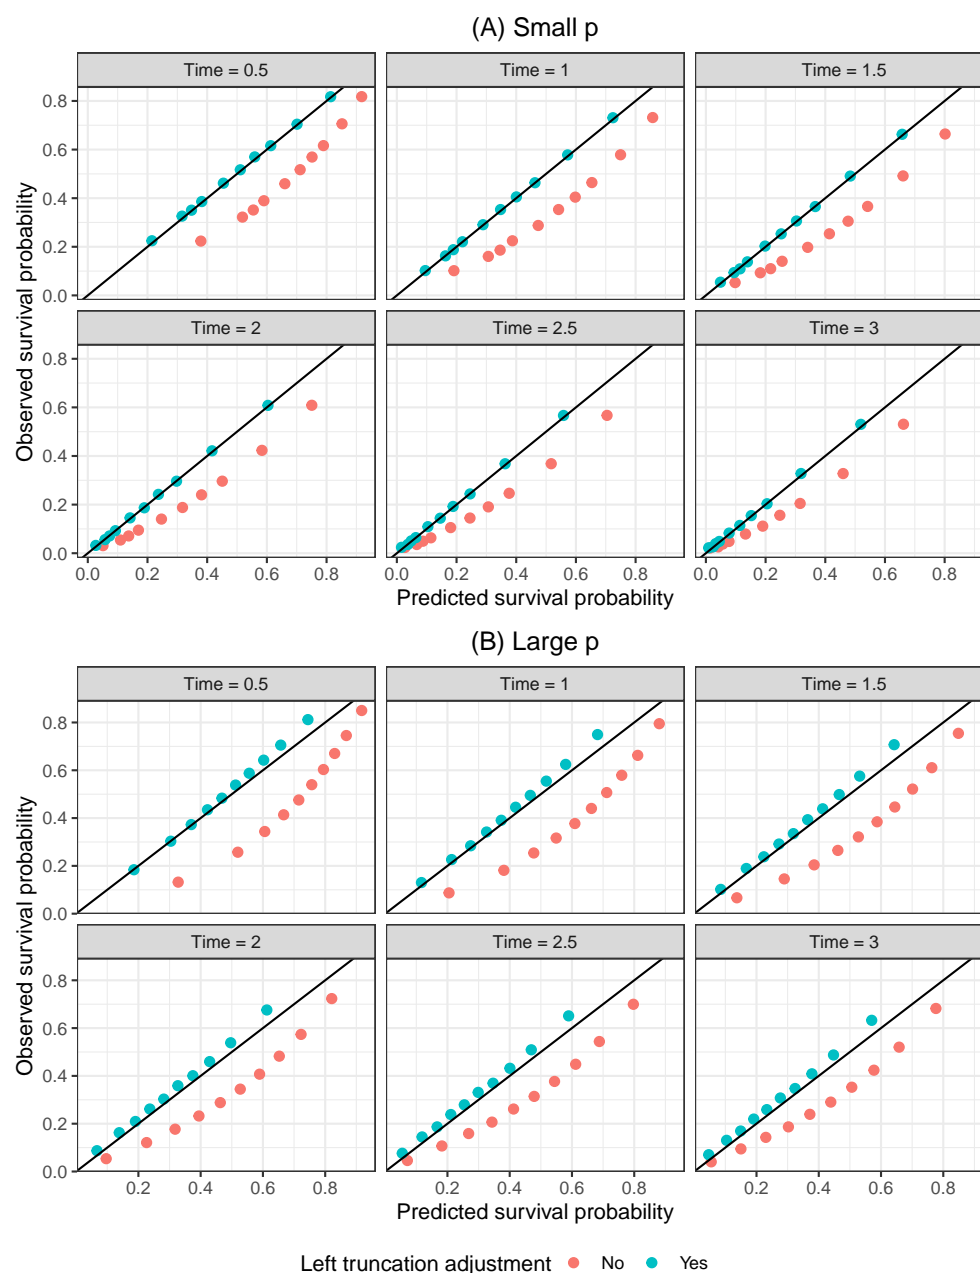 (A) Small p
Time = 0.5
Time = 1
Time = 1.5
0.8
0.6
0.4
0.2
0.0
Time = 2
Time = 2.5
Time = 3
0.8
0.6
0.4
0.2
0.0
0.0 0.2 0.4 0.6 0.8
0.0 0.2 0.4 0.6 0.8
0.0 0.2 0.4 0.6 0.8
Observed survival probability
Predicted survival probability
(B) Large p
Time = 0.5
Time = 1
Time = 1.5
0.8
0.6
0.4
0.2
0.0
Time = 2
Time = 2.5
Time = 3
0.8
0.6
0.4
0.2
0.0
0.2 0.4 0.6 0.8
0.2 0.4 0.6 0.8
0.2 0.4 0.6 0.8
Observed survival probability
Predicted survival probability
Left truncation adjustment No Yes